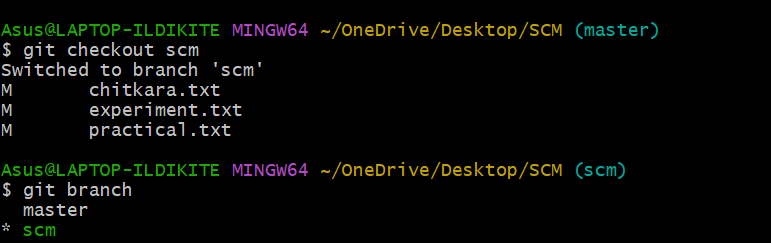 Asus@LAPTOP-ILDIKITE MINGW64 ~/OneDrive/Desktop/SCM (master)
$ git checkout scm
Switched to branch 'scm'
M       chitkara.txt
M       experiment.txt
M       practical.txt
Asus@LAPTOP-ILDIKITE MINGW64 ~/OneDrive/Desktop/SCM (scm)
$ git branch
  master
* scm